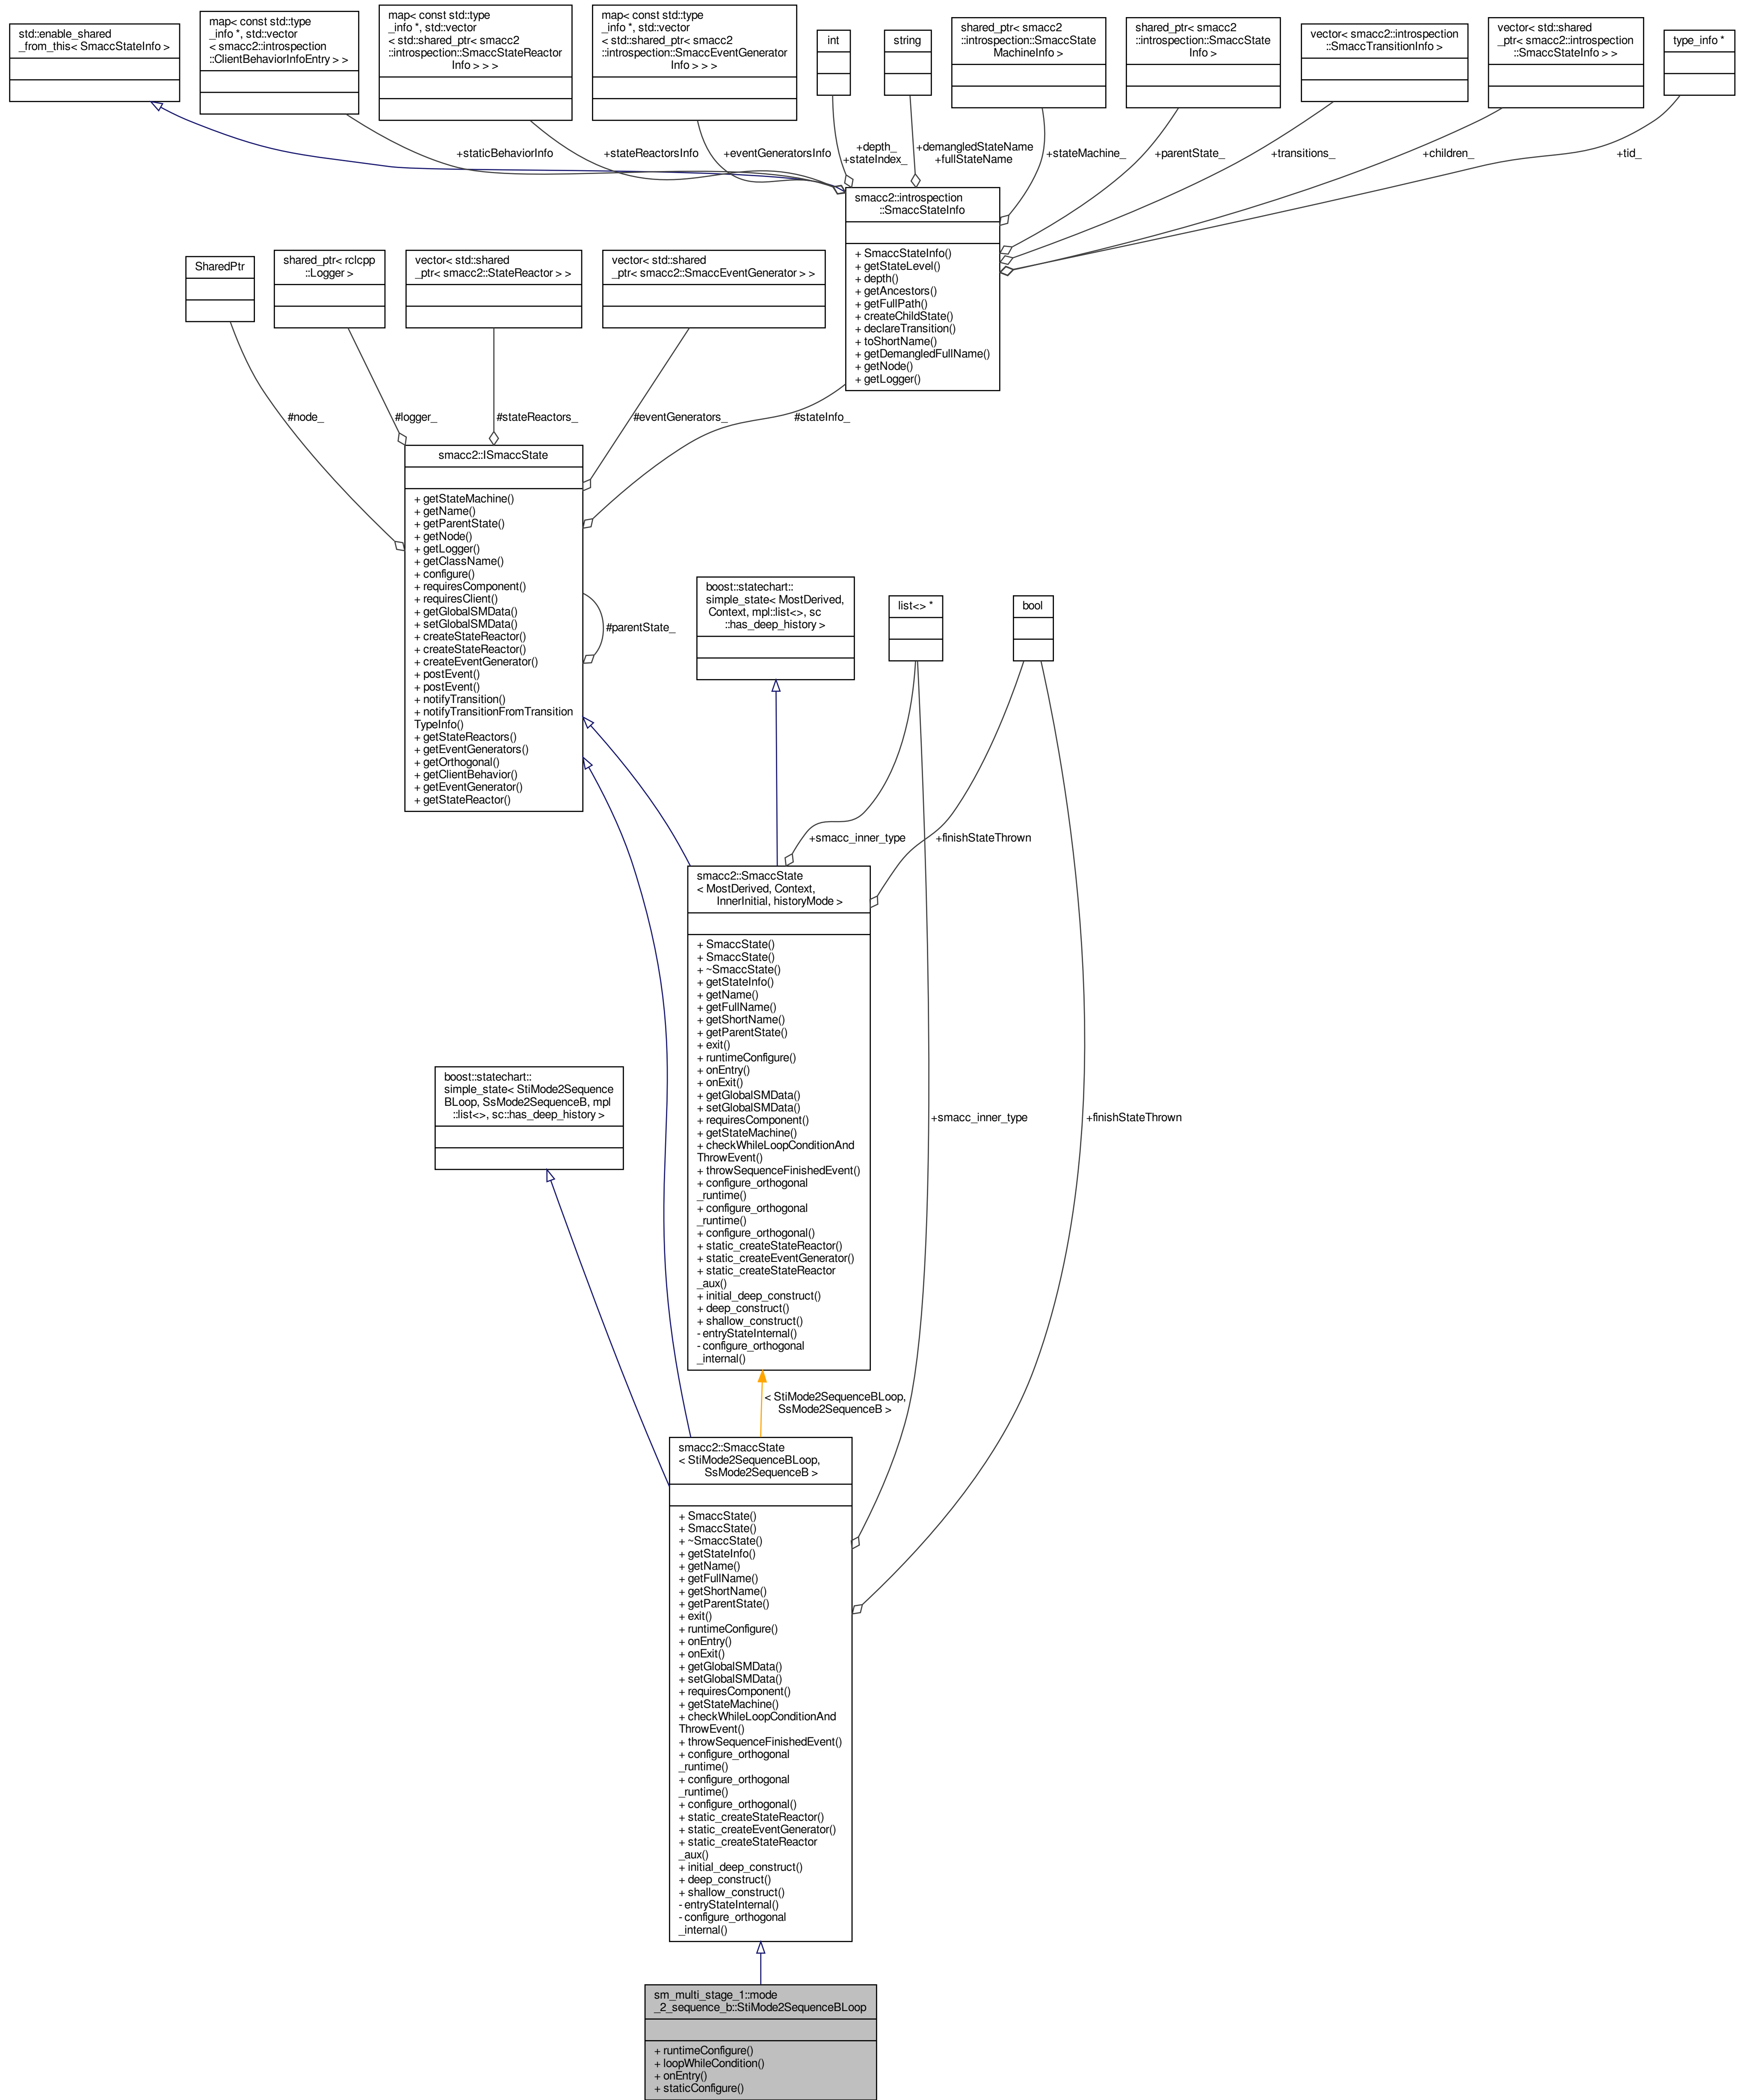 std::enable_shared
_from_this< SmaccStateInfo >
map< const std::type
_info *, std::vector
< smacc2::introspection
::ClientBehaviorInfoEntry > >
map< const std::type
_info *, std::vector
< std::shared_ptr< smacc2
::introspection::SmaccStateReactor
Info > > >
map< const std::type
_info *, std::vector
< std::shared_ptr< smacc2
::introspection::SmaccEventGenerator
Info > > >
int
string
shared_ptr< smacc2
::introspection::SmaccState
MachineInfo >
shared_ptr< smacc2
::introspection::SmaccState
Info >
vector< smacc2::introspection
::SmaccTransitionInfo >
vector< std::shared
_ptr< smacc2::introspection
::SmaccStateInfo > >
type_info *
+staticBehaviorInfo
+stateReactorsInfo
+eventGeneratorsInfo
+depth_
+stateIndex_
+demangledStateName
+fullStateName
+stateMachine_
+parentState_
+transitions_
+children_
+tid_
smacc2::introspection
::SmaccStateInfo
+ SmaccStateInfo()
+ getStateLevel()
+ depth()
+ getAncestors()
+ getFullPath()
+ createChildState()
+ declareTransition()
+ toShortName()
+ getDemangledFullName()
+ getNode()
+ getLogger()
SharedPtr
shared_ptr< rclcpp
::Logger >
vector< std::shared
_ptr< smacc2::StateReactor > >
vector< std::shared
_ptr< smacc2::SmaccEventGenerator > >
#node_
#logger_
#stateReactors_
#eventGenerators_
#stateInfo_
smacc2::ISmaccState
+ getStateMachine()
+ getName()
+ getParentState()
+ getNode()
+ getLogger()
+ getClassName()
+ configure()
+ requiresComponent()
+ requiresClient()
+ getGlobalSMData()
+ setGlobalSMData()
+ createStateReactor()
+ createStateReactor()
+ createEventGenerator()
+ postEvent()
+ postEvent()
+ notifyTransition()
+ notifyTransitionFromTransition
TypeInfo()
+ getStateReactors()
+ getEventGenerators()
+ getOrthogonal()
+ getClientBehavior()
+ getEventGenerator()
+ getStateReactor()
#parentState_
boost::statechart::
simple_state< MostDerived,
Context, mpl::list<>, sc
::has_deep_history >
list<> *
bool
+smacc_inner_type
+finishStateThrown
smacc2::SmaccState
< MostDerived, Context,
InnerInitial, historyMode >
+ SmaccState()
+ SmaccState()
+ ~SmaccState()
+ getStateInfo()
+ getName()
+ getFullName()
+ getShortName()
+ getParentState()
+ exit()
+ runtimeConfigure()
+ onEntry()
+ onExit()
+ getGlobalSMData()
+ setGlobalSMData()
+ requiresComponent()
+ getStateMachine()
+ checkWhileLoopConditionAnd
ThrowEvent()
+ throwSequenceFinishedEvent()
+ configure_orthogonal
_runtime()
+ configure_orthogonal
_runtime()
+ configure_orthogonal()
+ static_createStateReactor()
+ static_createEventGenerator()
+ static_createStateReactor
_aux()
+ initial_deep_construct()
+ deep_construct()
+ shallow_construct()
- entryStateInternal()
- configure_orthogonal
_internal()
boost::statechart::
simple_state< StiMode2Sequence
BLoop, SsMode2SequenceB, mpl
::list<>, sc::has_deep_history >
+smacc_inner_type
+finishStateThrown
< StiMode2SequenceBLoop,
SsMode2SequenceB >
smacc2::SmaccState
< StiMode2SequenceBLoop,
SsMode2SequenceB >
+ SmaccState()
+ SmaccState()
+ ~SmaccState()
+ getStateInfo()
+ getName()
+ getFullName()
+ getShortName()
+ getParentState()
+ exit()
+ runtimeConfigure()
+ onEntry()
+ onExit()
+ getGlobalSMData()
+ setGlobalSMData()
+ requiresComponent()
+ getStateMachine()
+ checkWhileLoopConditionAnd
ThrowEvent()
+ throwSequenceFinishedEvent()
+ configure_orthogonal
_runtime()
+ configure_orthogonal
_runtime()
+ configure_orthogonal()
+ static_createStateReactor()
+ static_createEventGenerator()
+ static_createStateReactor
_aux()
+ initial_deep_construct()
+ deep_construct()
+ shallow_construct()
- entryStateInternal()
- configure_orthogonal
_internal()
sm_multi_stage_1::mode
_2_sequence_b::StiMode2SequenceBLoop
+ runtimeConfigure()
+ loopWhileCondition()
+ onEntry()
+ staticConfigure()